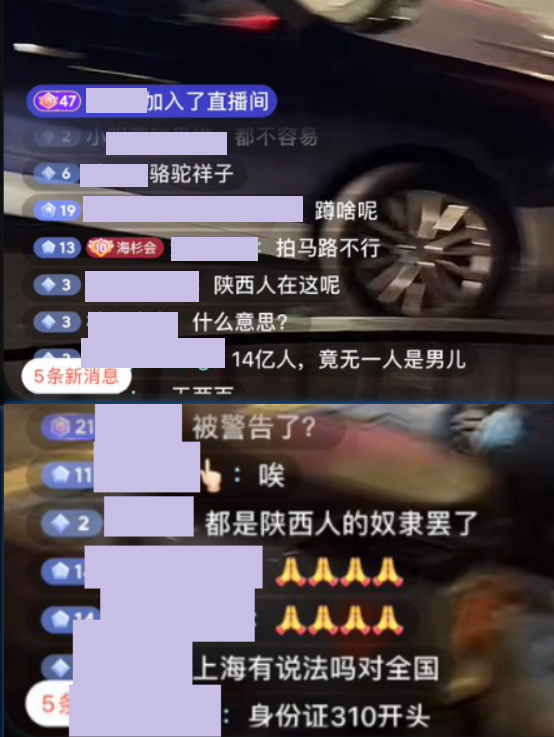 47 加入了直播间
2 都不容易
6 骆驼祥子
19 蹲啥呢
13 海杉会 : 拍马路不行
3 陕西人在这呢
3 什么意思?
14亿人，竟无一人是男儿
5条新消息
21 被警告了?
11 👆🏻 : 唉
2 都是陕西人的奴隶罢了
🙏🙏🙏🙏
14 : 🙏🙏🙏🙏
上海有说法吗对全国
5条
: 身份证310开头